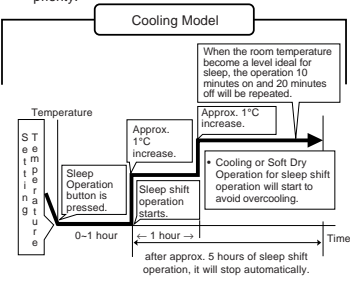 priority.
Cooling Model
When the room temperature
become a level ideal for
sleep, the operation 10
minutes on and 20 minutes
off will be repeated.
Temperature
Setting
Temperature
Approx.
1°C
increase.
Approx. 1°C
increase.
Sleep
Operation
button is
pressed.
Sleep shift
operation
starts.
• Cooling or Soft Dry
Operation for sleep shift
operation will start to
avoid overcooling.
0~1 hour
← 1 hour →
Time
after approx. 5 hours of sleep shift
operation, it will stop automatically.